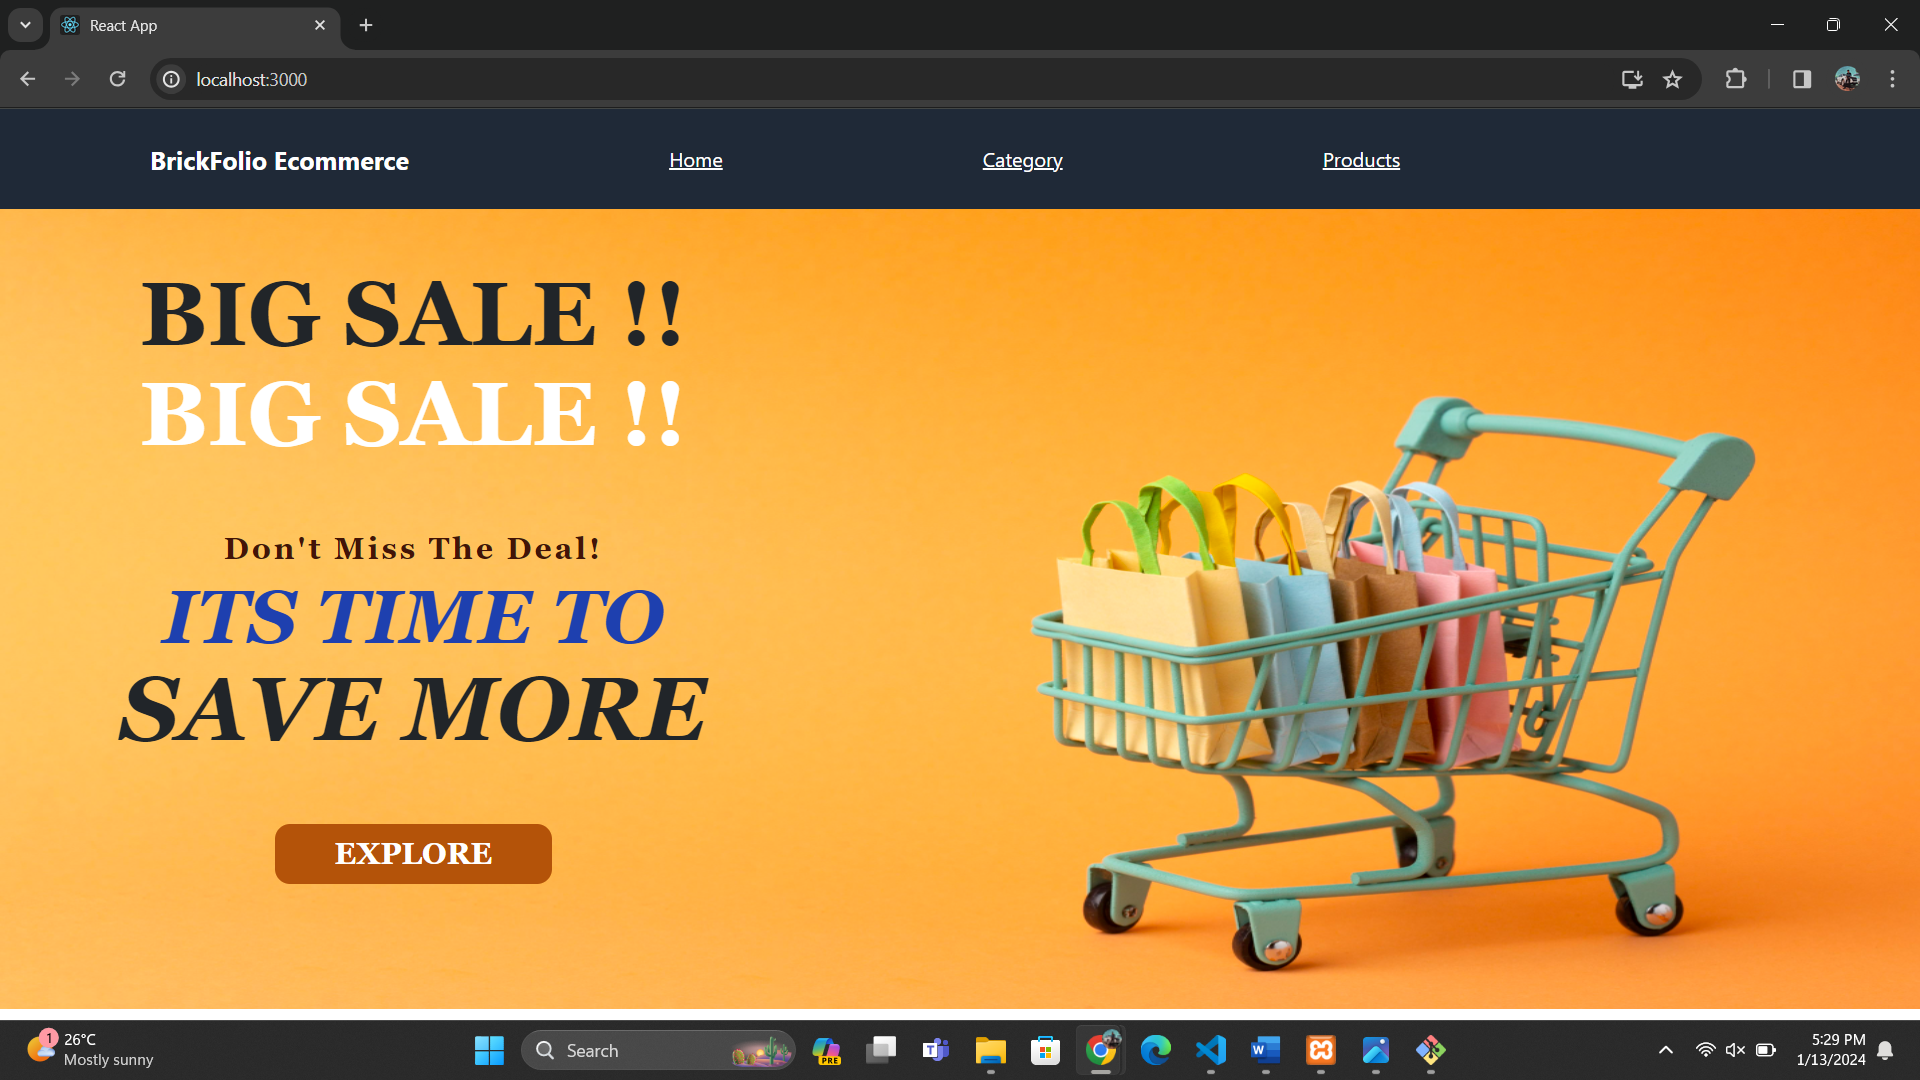 React App
localhost:3000
BrickFolio Ecommerce
Home
Category
Products
BIG SALE !!
BIG SALE !!
Don't Miss The Deal!
ITS TIME TO
SAVE MORE
EXPLORE
1
26°C
Mostly sunny
Search
PRE
T
W
5:29 PM
1/13/2024